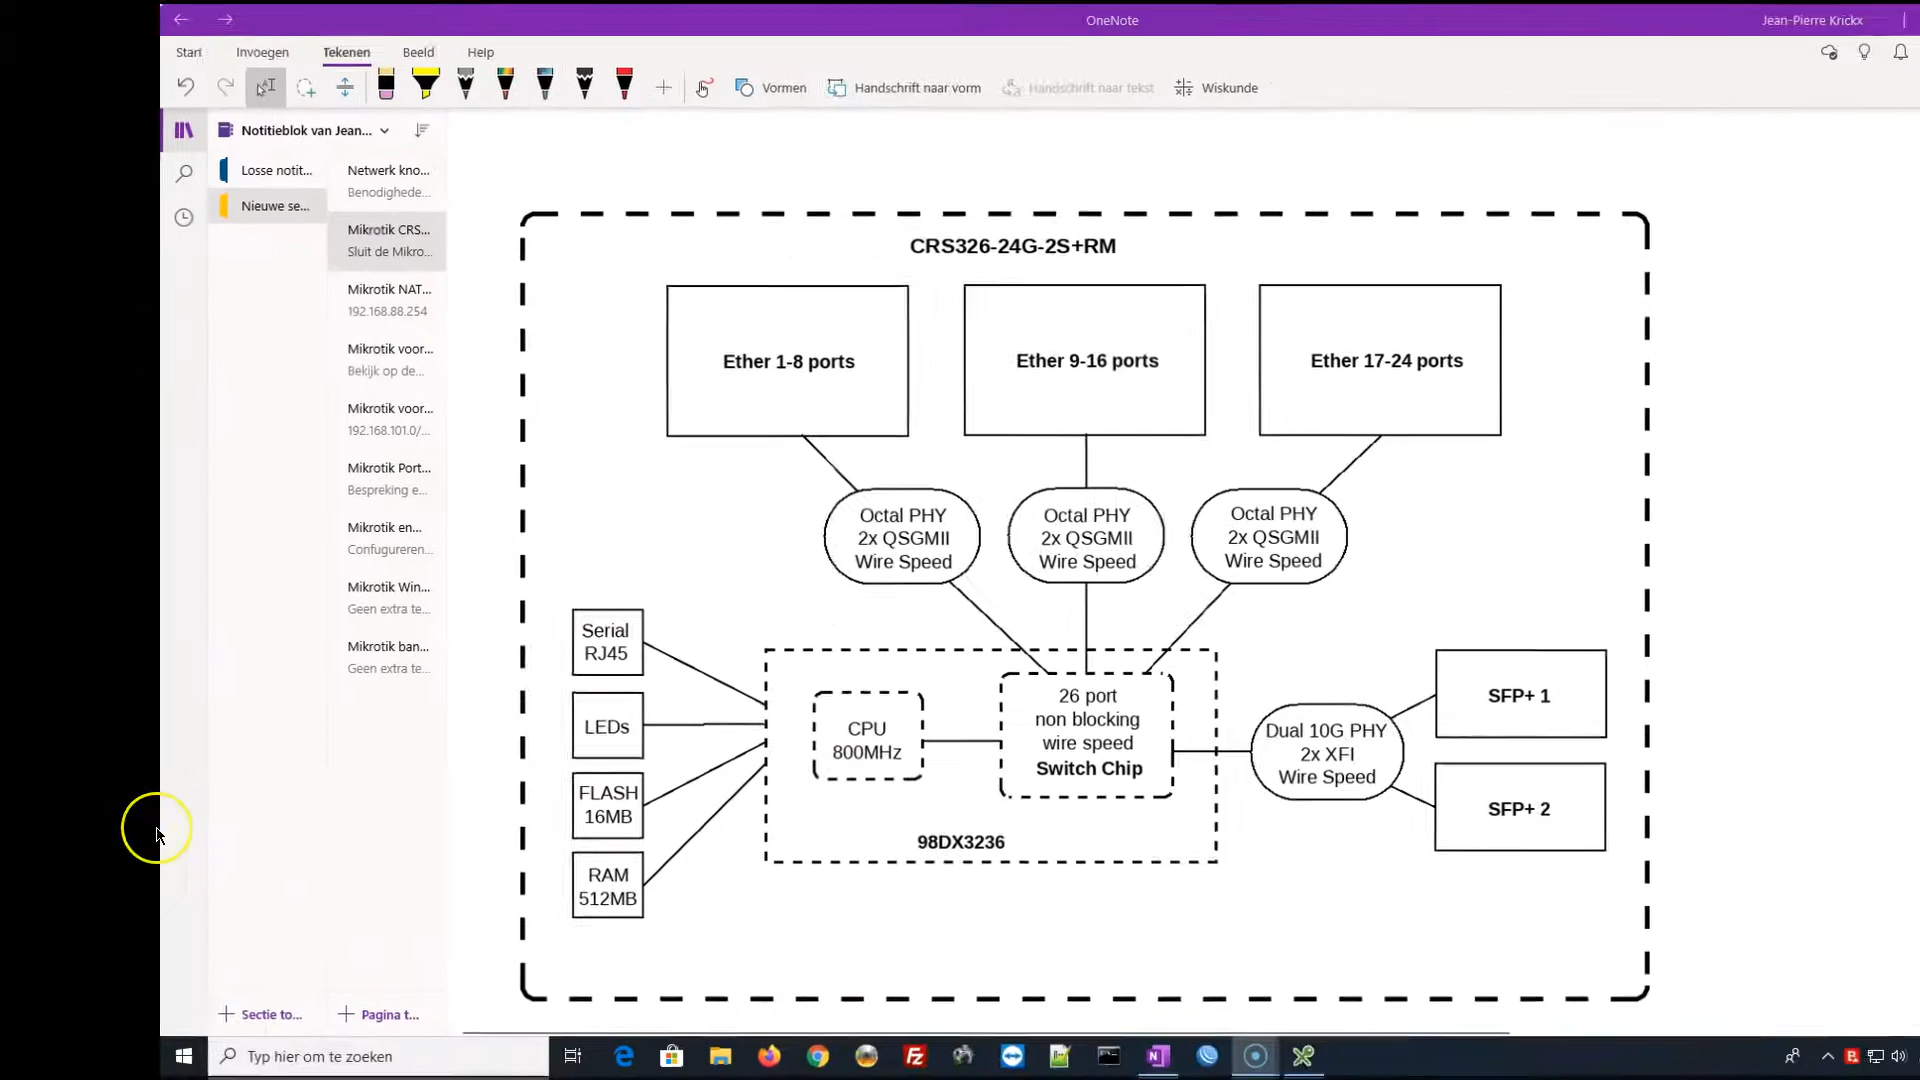 OneNote
Jean-Pierre Krickx
Start
Invoegen
Tekenen
Beeld
Help
Vormen
Handschrift naar vorm
Handschrift naar tekst
Wiskunde
Notitieblok van Jean...
Losse notit...
Nieuwe se...
Netwerk kno...
Benodighede...
Mikrotik CRS...
Sluit de Mikro...
Mikrotik NAT...
192.168.88.254
Mikrotik voor...
Bekijk op de...
Mikrotik voor...
192.168.101.0/...
Mikrotik Port...
Bespreking e...
Mikrotik en...
Confugureren...
Mikrotik Win...
Geen extra te...
Mikrotik ban...
Geen extra te...
Sectie to...
Pagina t...
CRS326-24G-2S+RM
Ether 1-8 ports
Ether 9-16 ports
Ether 17-24 ports
Octal PHY
2x QSGMII
Wire Speed
Octal PHY
2x QSGMII
Wire Speed
Octal PHY
2x QSGMII
Wire Speed
Serial
RJ45
LEDs
FLASH
16MB
RAM
512MB
CPU
800MHz
26 port
non blocking
wire speed
Switch Chip
98DX3236
Dual 10G PHY
2x XFI
Wire Speed
SFP+ 1
SFP+ 2
Typ hier om te zoeken